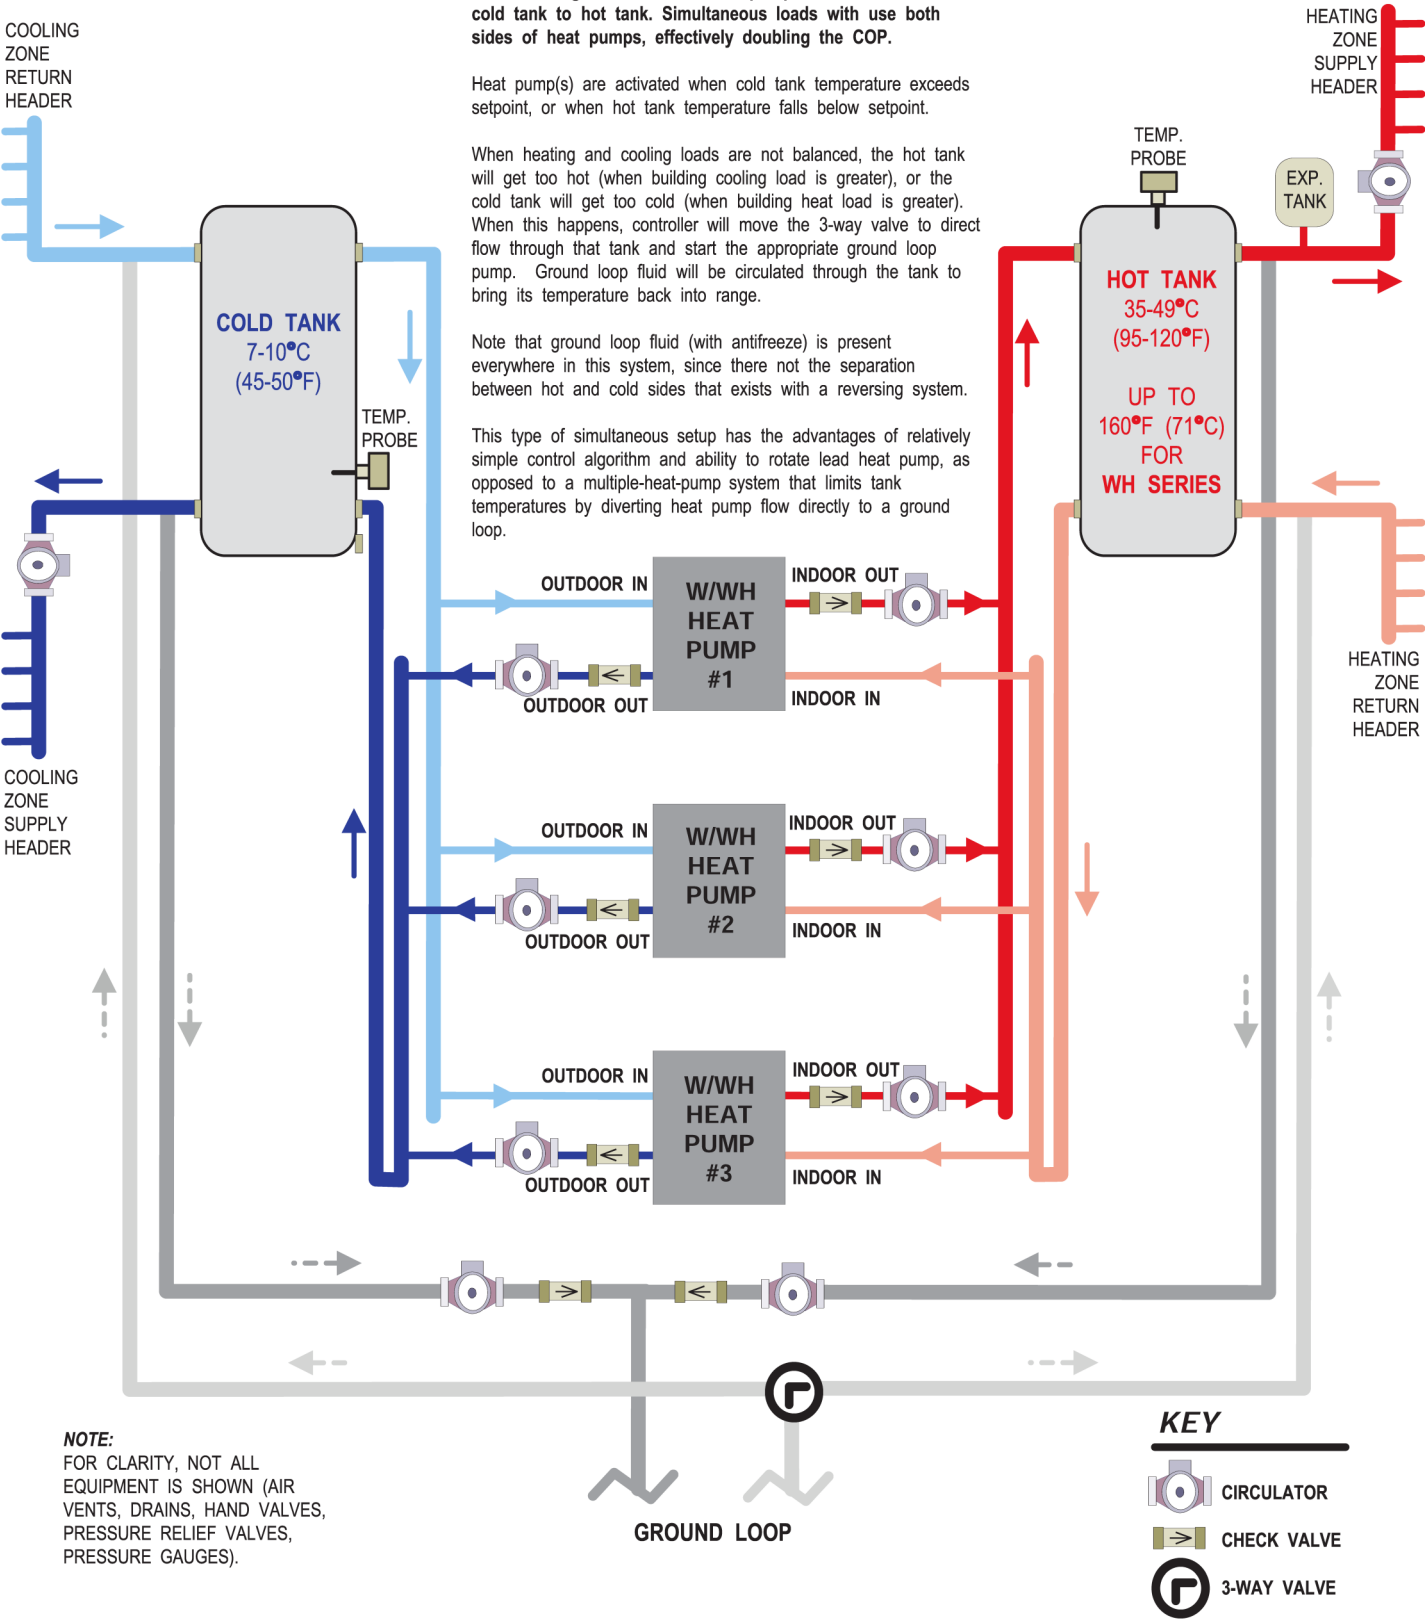 cold tank to hot tank. Simultaneous loads with use both
sides of heat pumps, effectively doubling the COP.
Heat pump(s) are activated when cold tank temperature exceeds
setpoint, or when hot tank temperature falls below setpoint.
When heating and cooling loads are not balanced, the hot tank
will get too hot (when building cooling load is greater), or the
cold tank will get too cold (when building heat load is greater).
When this happens, controller will move the 3-way valve to direct
flow through that tank and start the appropriate ground loop
pump. Ground loop fluid will be circulated through the tank to
bring its temperature back into range.
Note that ground loop fluid (with antifreeze) is present
everywhere in this system, since there not the separation
between hot and cold sides that exists with a reversing system.
This type of simultaneous setup has the advantages of relatively
simple control algorithm and ability to rotate lead heat pump, as
opposed to a multiple-heat-pump system that limits tank
temperatures by diverting heat pump flow directly to a ground
loop.
COOLING
ZONE
RETURN
HEADER
HEATING
ZONE
SUPPLY
HEADER
TEMP.
PROBE
EXP.
TANK
COLD TANK
7-10°C
(45-50°F)
TEMP.
PROBE
HOT TANK
35-49°C
(95-120°F)
UP TO
160°F (71°C)
FOR
WH SERIES
OUTDOOR IN
W/WH
HEAT
PUMP
#1
INDOOR OUT
OUTDOOR OUT
INDOOR IN
HEATING
ZONE
RETURN
HEADER
COOLING
ZONE
SUPPLY
HEADER
OUTDOOR IN
W/WH
HEAT
PUMP
#2
INDOOR OUT
OUTDOOR OUT
INDOOR IN
OUTDOOR IN
W/WH
HEAT
PUMP
#3
INDOOR OUT
OUTDOOR OUT
INDOOR IN
NOTE:
FOR CLARITY, NOT ALL
EQUIPMENT IS SHOWN (AIR
VENTS, DRAINS, HAND VALVES,
PRESSURE RELIEF VALVES,
PRESSURE GAUGES).
GROUND LOOP
KEY
CIRCULATOR
CHECK VALVE
3-WAY VALVE